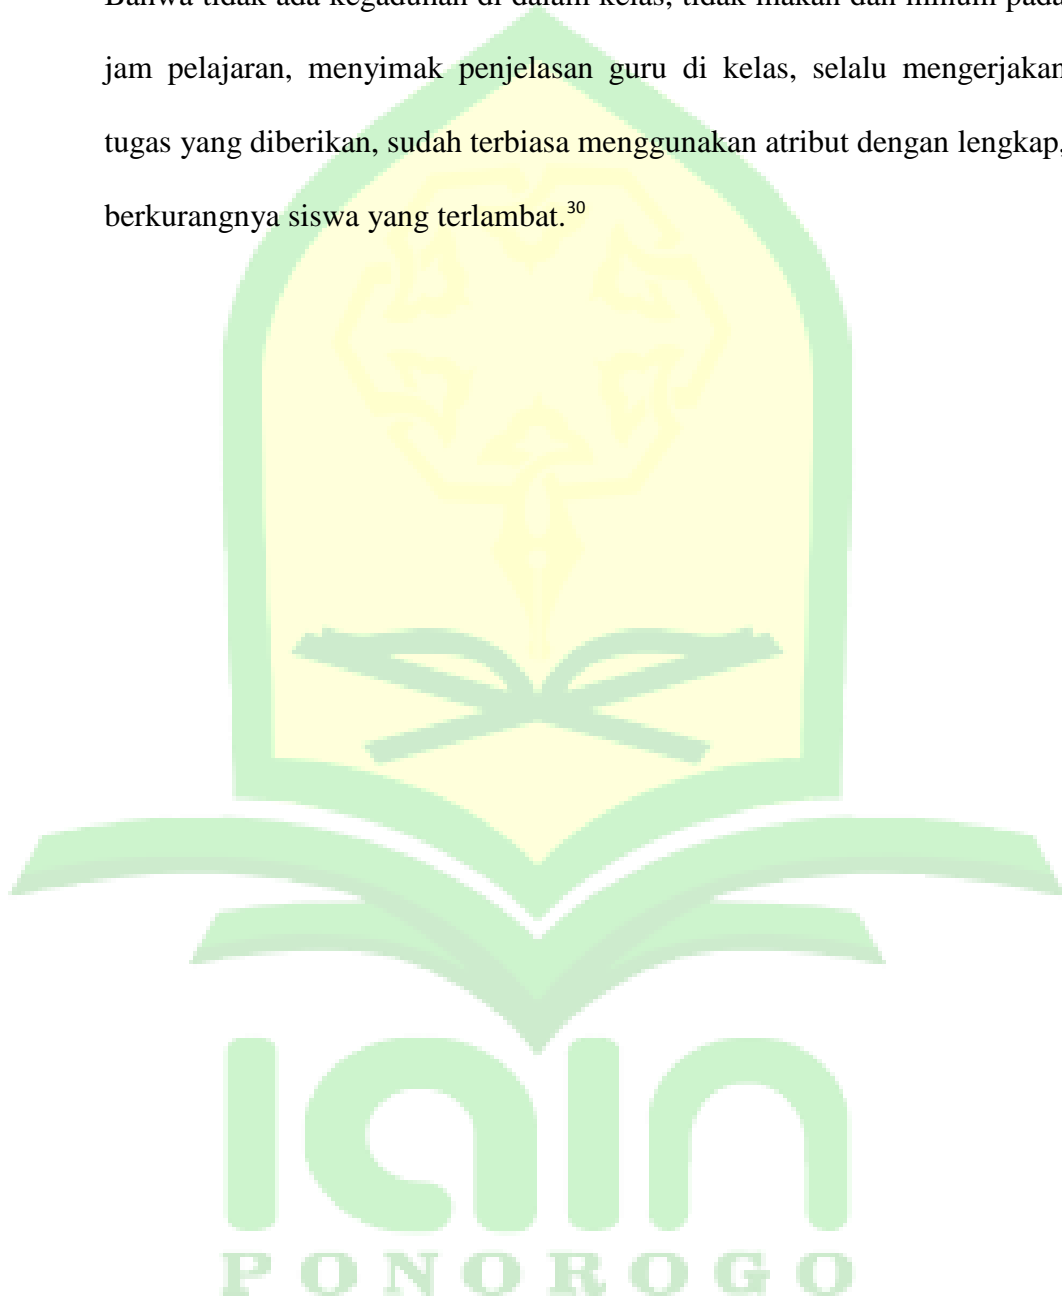 Bahwa tidak ada kegaduhan di dalam kelas, tidak makan dan minum pada
jam pelajaran, menyimak penjelasan guru di kelas, selalu mengerjakan
tugas yang diberikan, sudah terbiasa menggunakan atribut dengan lengkap,
berkurangnya siswa yang terlambat.30
IAIN
PONOROGO